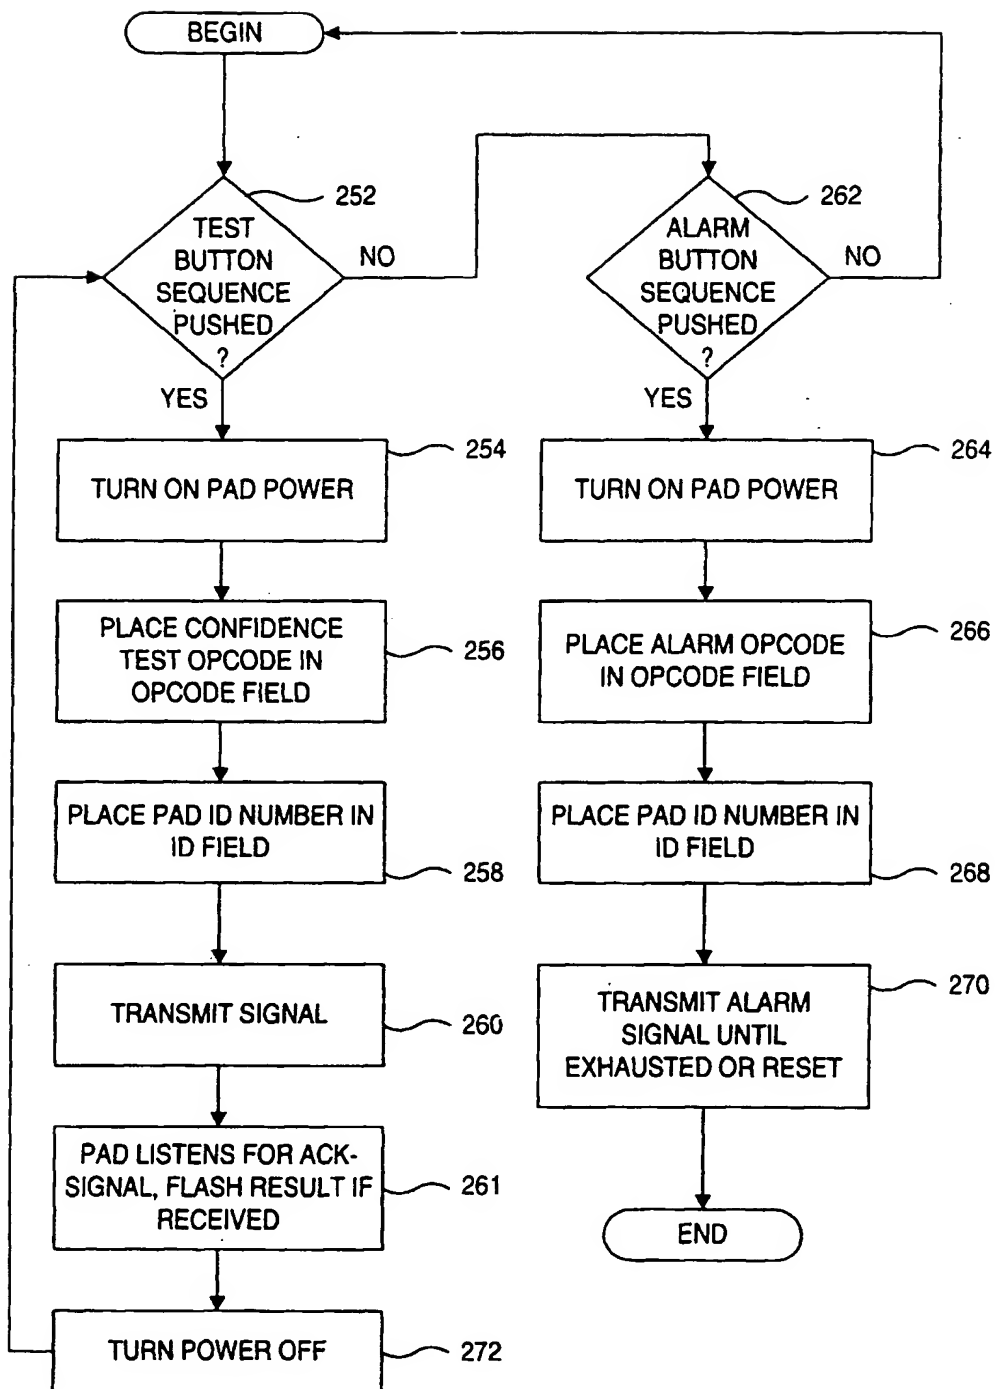 BEGIN
252
TEST
BUTTON
SEQUENCE
PUSHED
?
NO
YES
254
TURN ON PAD POWER
PLACE CONFIDENCE
TEST OPCODE IN
OPCODE FIELD
256
PLACE PAD ID NUMBER IN
ID FIELD
258
TRANSMIT SIGNAL
260
PAD LISTENS FOR ACK-
SIGNAL, FLASH RESULT IF
RECEIVED
261
TURN POWER OFF
272
262
ALARM
BUTTON
SEQUENCE
PUSHED
?
NO
YES
264
TURN ON PAD POWER
PLACE ALARM OPCODE
IN OPCODE FIELD
266
PLACE PAD ID NUMBER IN
ID FIELD
268
TRANSMIT ALARM
SIGNAL UNTIL
EXHAUSTED OR RESET
270
END